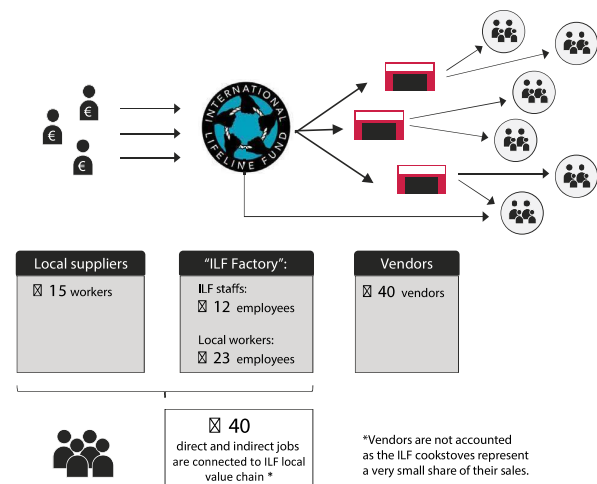 €
€
€
INTERNATIONAL
LIFELINE FUND
Local suppliers
15 workers
"ILF Factory":
ILF staffs:
12 employees
Local workers:
23 employees
Vendors
40 vendors
40
direct and indirect jobs
are connected to ILF local
value chain *
*Vendors are not accounted
as the ILF cookstoves represent
a very small share of their sales.